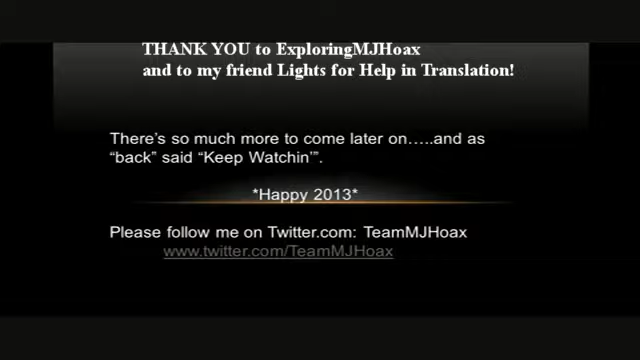 THANK YOU to ExploringMJHoax
and to my friend Lights for Help in Translation!
There's so much more to come later on…..and as
“back” said “Keep Watchin'”.
*Happy 2013*
Please follow me on Twitter.com: TeamMJHoax
www.twitter.com/TeamMJHoax